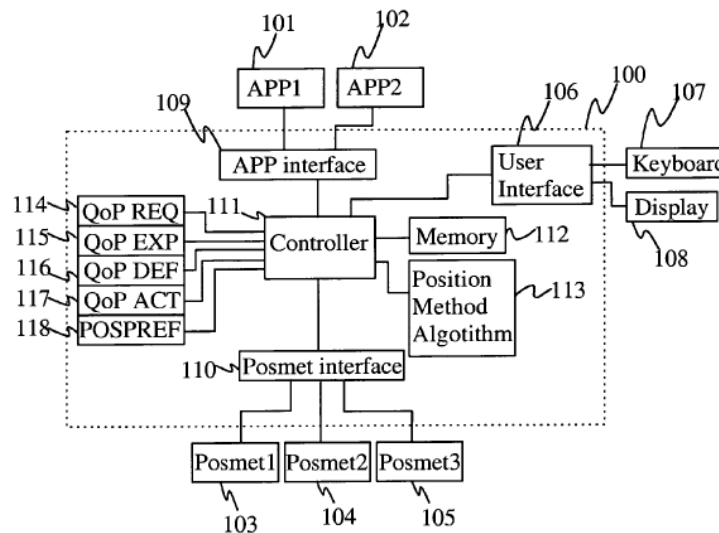 101
102
APP1
APP2
106
100
107
109
APP interface
User
Interface
Keyboard
Display
108
114
QoP REQ
111
115
QoP EXP
Controller
Memory
112
116
QoP DEF
117
QoP ACT
Position
Method
Algotithm
113
118
POSPREF
110
Posmet interface
Posmet1
Posmet2
Posmet3
103
104
105